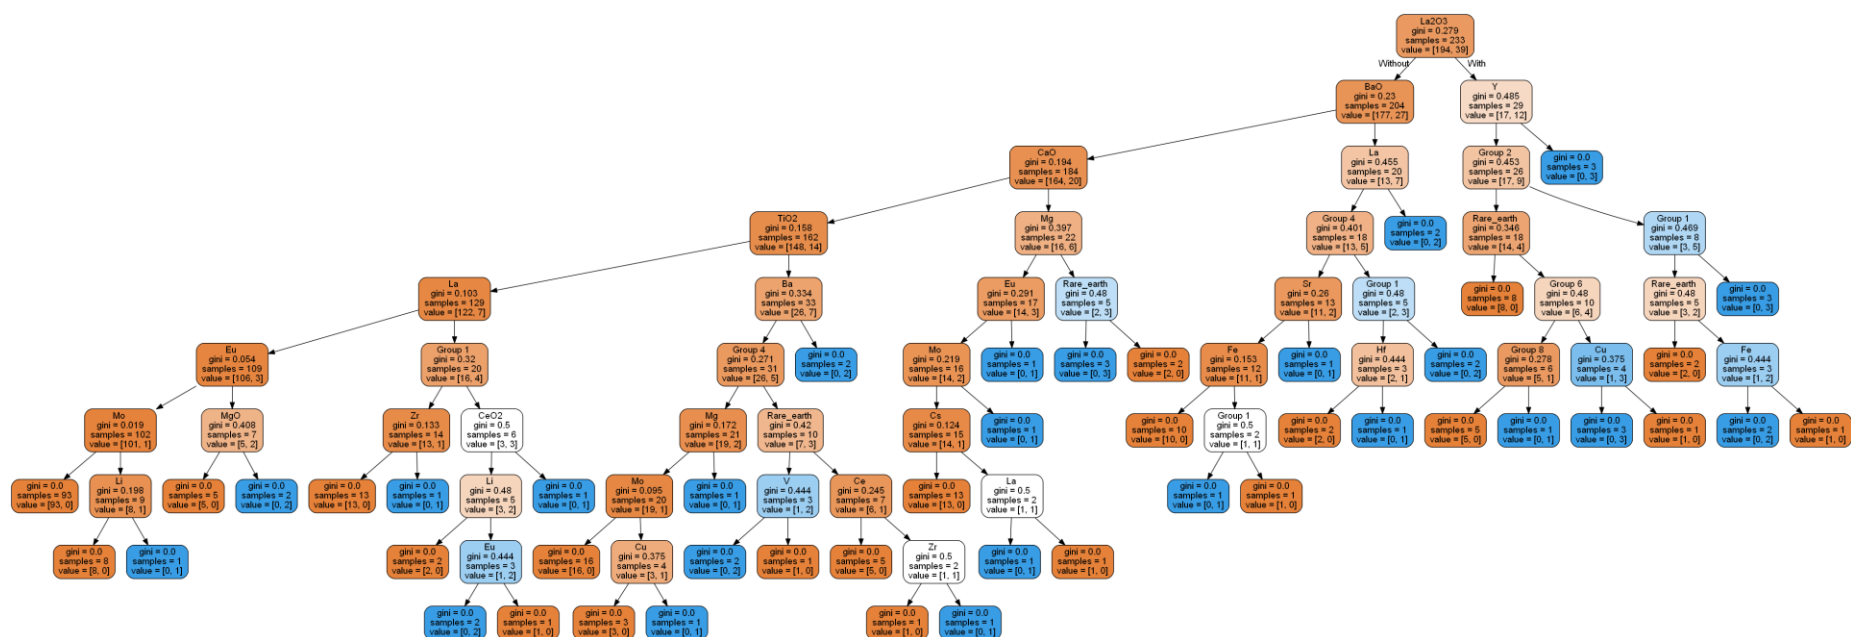 La2O3
gini = 0.279
samples = 233
value = [194, 39]
Without
With
BaO
gini = 0.23
samples = 204
value = [177, 27]
Y
gini = 0.485
samples = 29
value = [17, 12]
CaO
gini = 0.194
samples = 184
value = [164, 20]
La
gini = 0.455
samples = 20
value = [13, 7]
Group 2
gini = 0.453
samples = 26
value = [17, 9]
gini = 0.0
samples = 3
value = [0, 3]
TiO2
gini = 0.158
samples = 162
value = [148, 14]
Mg
gini = 0.397
samples = 22
value = [16, 6]
Group 4
gini = 0.401
samples = 18
value = [13, 5]
gini = 0.0
samples = 2
value = [0, 2]
Rare_earth
gini = 0.346
samples = 18
value = [14, 4]
Group 1
gini = 0.469
samples = 8
value = [3, 5]
La
gini = 0.103
samples = 129
value = [122, 7]
Ba
gini = 0.334
samples = 33
value = [26, 7]
Eu
gini = 0.291
samples = 17
value = [14, 3]
Rare_earth
gini = 0.48
samples = 5
value = [2, 3]
Sr
gini = 0.26
samples = 13
value = [11, 2]
Group 1
gini = 0.48
samples = 5
value = [2, 3]
gini = 0.0
samples = 8
value = [8, 0]
Group 6
gini = 0.48
samples = 10
value = [6, 4]
Rare_earth
gini = 0.48
samples = 5
value = [3, 2]
gini = 0.0
samples = 3
value = [0, 3]
Eu
gini = 0.054
samples = 109
value = [106, 3]
Group 1
gini = 0.32
samples = 20
value = [16, 4]
Group 4
gini = 0.271
samples = 31
value = [26, 5]
gini = 0.0
samples = 2
value = [0, 2]
Mo
gini = 0.219
samples = 16
value = [14, 2]
gini = 0.0
samples = 1
value = [0, 1]
gini = 0.0
samples = 3
value = [0, 3]
gini = 0.0
samples = 2
value = [2, 0]
Fe
gini = 0.153
samples = 12
value = [11, 1]
gini = 0.0
samples = 1
value = [0, 1]
Hf
gini = 0.444
samples = 3
value = [2, 1]
gini = 0.0
samples = 2
value = [0, 2]
Group 8
gini = 0.278
samples = 6
value = [5, 1]
Cu
gini = 0.375
samples = 4
value = [1, 3]
gini = 0.0
samples = 2
value = [2, 0]
Fe
gini = 0.444
samples = 3
value = [1, 2]
Mo
gini = 0.019
samples = 102
value = [101, 1]
MgO
gini = 0.408
samples = 7
value = [5, 2]
Zr
gini = 0.133
samples = 14
value = [13, 1]
CeO2
gini = 0.5
samples = 6
value = [3, 3]
Mg
gini = 0.172
samples = 21
value = [19, 2]
Rare_earth
gini = 0.42
samples = 10
value = [7, 3]
Cs
gini = 0.124
samples = 15
value = [14, 1]
gini = 0.0
samples = 1
value = [0, 1]
gini = 0.0
samples = 10
value = [10, 0]
Group 1
gini = 0.5
samples = 2
value = [1, 1]
gini = 0.0
samples = 2
value = [2, 0]
gini = 0.0
samples = 1
value = [0, 1]
gini = 0.0
samples = 5
value = [5, 0]
gini = 0.0
samples = 1
value = [0, 1]
gini = 0.0
samples = 3
value = [0, 3]
gini = 0.0
samples = 1
value = [1, 0]
gini = 0.0
samples = 2
value = [0, 2]
gini = 0.0
samples = 1
value = [1, 0]
gini = 0.0
samples = 93
value = [93, 0]
Li
gini = 0.198
samples = 9
value = [8, 1]
gini = 0.0
samples = 5
value = [5, 0]
gini = 0.0
samples = 2
value = [0, 2]
gini = 0.0
samples = 13
value = [13, 0]
gini = 0.0
samples = 1
value = [0, 1]
Li
gini = 0.48
samples = 5
value = [3, 2]
gini = 0.0
samples = 1
value = [0, 1]
Mo
gini = 0.095
samples = 20
value = [19, 1]
gini = 0.0
samples = 1
value = [0, 1]
V
gini = 0.444
samples = 3
value = [1, 2]
Ce
gini = 0.245
samples = 7
value = [6, 1]
gini = 0.0
samples = 13
value = [13, 0]
La
gini = 0.5
samples = 2
value = [1, 1]
gini = 0.0
samples = 1
value = [0, 1]
gini = 0.0
samples = 1
value = [1, 0]
gini = 0.0
samples = 8
value = [8, 0]
gini = 0.0
samples = 1
value = [0, 1]
gini = 0.0
samples = 2
value = [2, 0]
Eu
gini = 0.444
samples = 3
value = [1, 2]
gini = 0.0
samples = 16
value = [16, 0]
Cu
gini = 0.375
samples = 4
value = [3, 1]
gini = 0.0
samples = 2
value = [0, 2]
gini = 0.0
samples = 1
value = [1, 0]
gini = 0.0
samples = 5
value = [5, 0]
Zr
gini = 0.5
samples = 2
value = [1, 1]
gini = 0.0
samples = 1
value = [0, 1]
gini = 0.0
samples = 1
value = [1, 0]
gini = 0.0
samples = 2
value = [0, 2]
gini = 0.0
samples = 1
value = [1, 0]
gini = 0.0
samples = 3
value = [3, 0]
gini = 0.0
samples = 1
value = [0, 1]
gini = 0.0
samples = 1
value = [1, 0]
gini = 0.0
samples = 1
value = [0, 1]